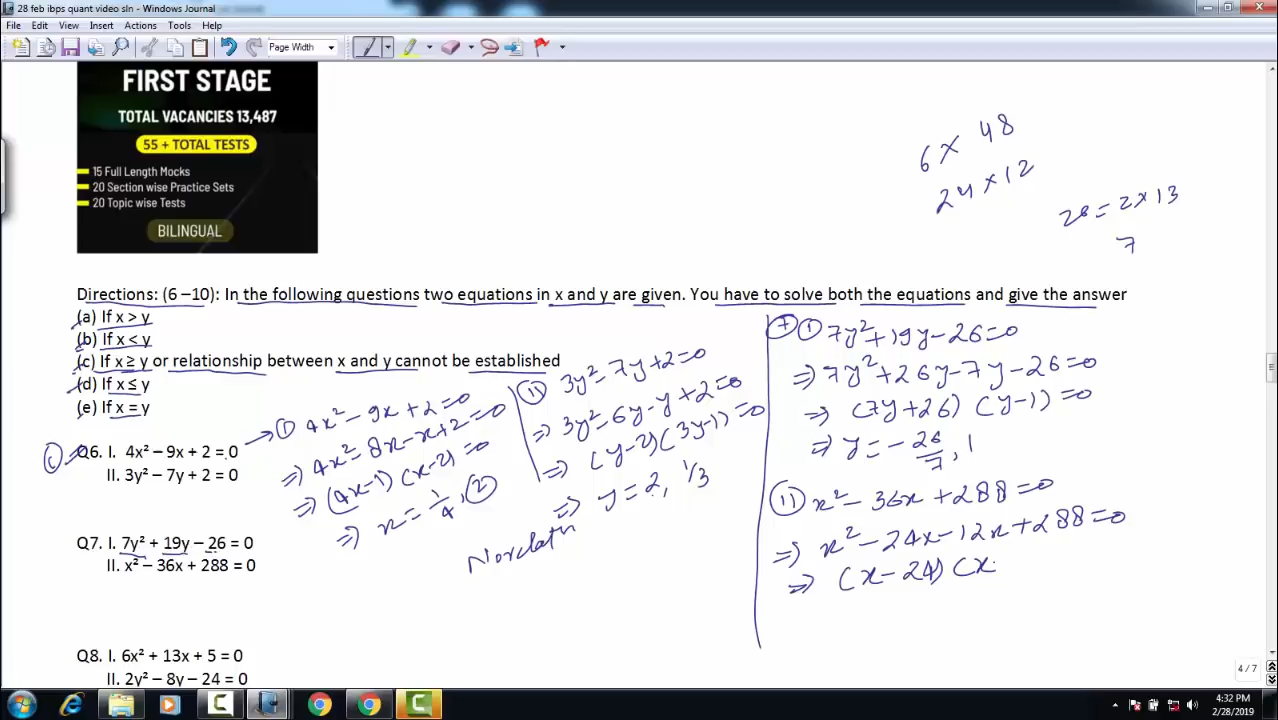 28 feb ibps quant video sln - Windows Journal
File Edit View Insert Actions Tools Help
Page Width
FIRST STAGE
TOTAL VACANCIES 13,487
55 + TOTAL TESTS
15 Full Length Mocks
20 Section wise Practice Sets
20 Topic wise Tests
BILINGUAL
6 × 48
24 × 12
26 = 2 × 13
7
Directions: (6 –10): In the following questions two equations in x and y are given. You have to solve both the equations and give the answer
(a) If x > y
(b) If x < y
(c) If x ≥ y or relationship between x and y cannot be established
(d) If x ≤ y
(e) If x = y
(c) Q6. I. 4x² – 9x + 2 = 0
II. 3y² – 7y + 2 = 0
(i) 4x² - 9x + 2 = 0
⇒ 4x² - 8x - x + 2 = 0
⇒ (4x-1) (x-2) = 0
⇒ x = 1/4, 2
(ii) 3y² - 7y + 2 = 0
⇒ 3y² - 6y - y + 2 = 0
⇒ (y-2) (3y-1) = 0
⇒ y = 2, 1/3
Q7. I. 7y² + 19y – 26 = 0
II. x² – 36x + 288 = 0
(7) (i) 7y² + 19y - 26 = 0
⇒ 7y² + 26y - 7y - 26 = 0
⇒ (7y + 26) (y - 1) = 0
⇒ y = - 26/7, 1
(ii) x² - 36x + 288 = 0
⇒ x² - 24x - 12x + 288 = 0
⇒ (x - 24) (x
Q8. I. 6x² + 13x + 5 = 0
II. 2y² – 8y – 24 = 0
4 / 7
4:32 PM
2/28/2019